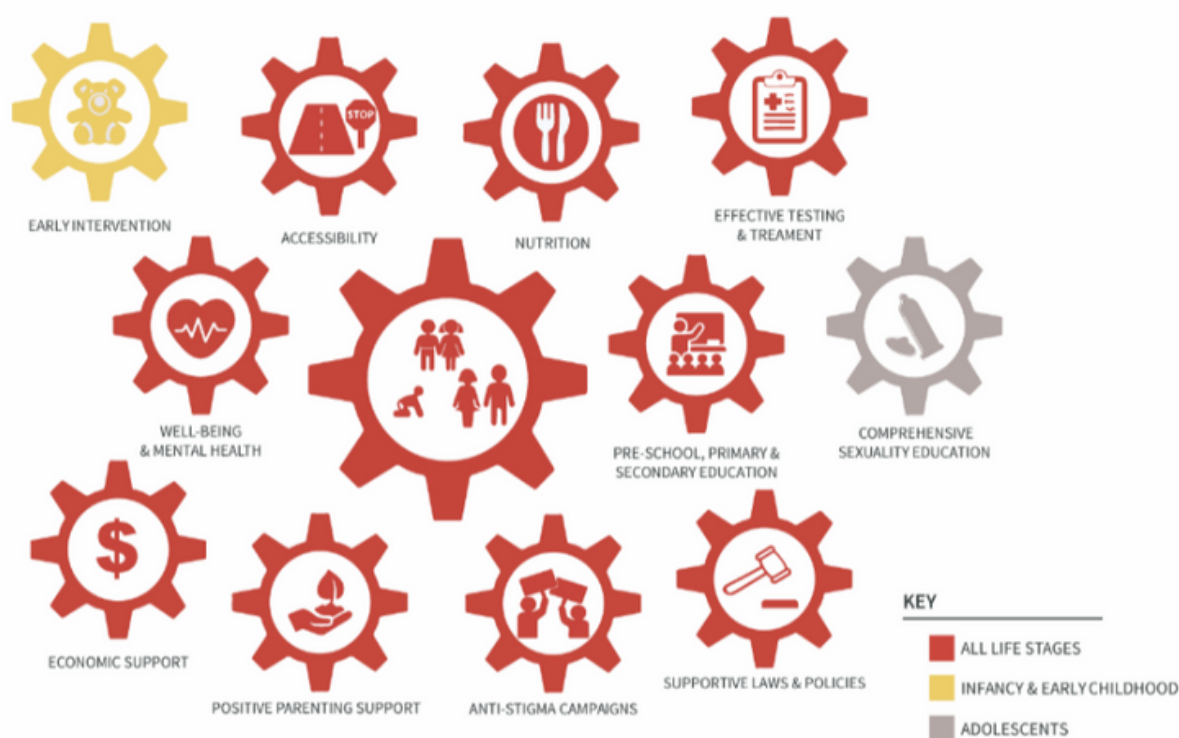 STOP
EARLY INTERVENTION
ACCESSIBILITY
NUTRITION
EFFECTIVE TESTING
& TREAMENT
WELL-BEING
& MENTAL HEALTH
PRE-SCHOOL, PRIMARY &
SECONDARY EDUCATION
COMPREHENSIVE
SEXUALITY EDUCATION
$
ECONOMIC SUPPORT
POSITIVE PARENTING SUPPORT
ANTI-STIGMA CAMPAIGNS
SUPPORTIVE LAWS & POLICIES
KEY
ALL LIFE STAGES
INFANCY & EARLY CHILDHOOD
ADOLESCENTS